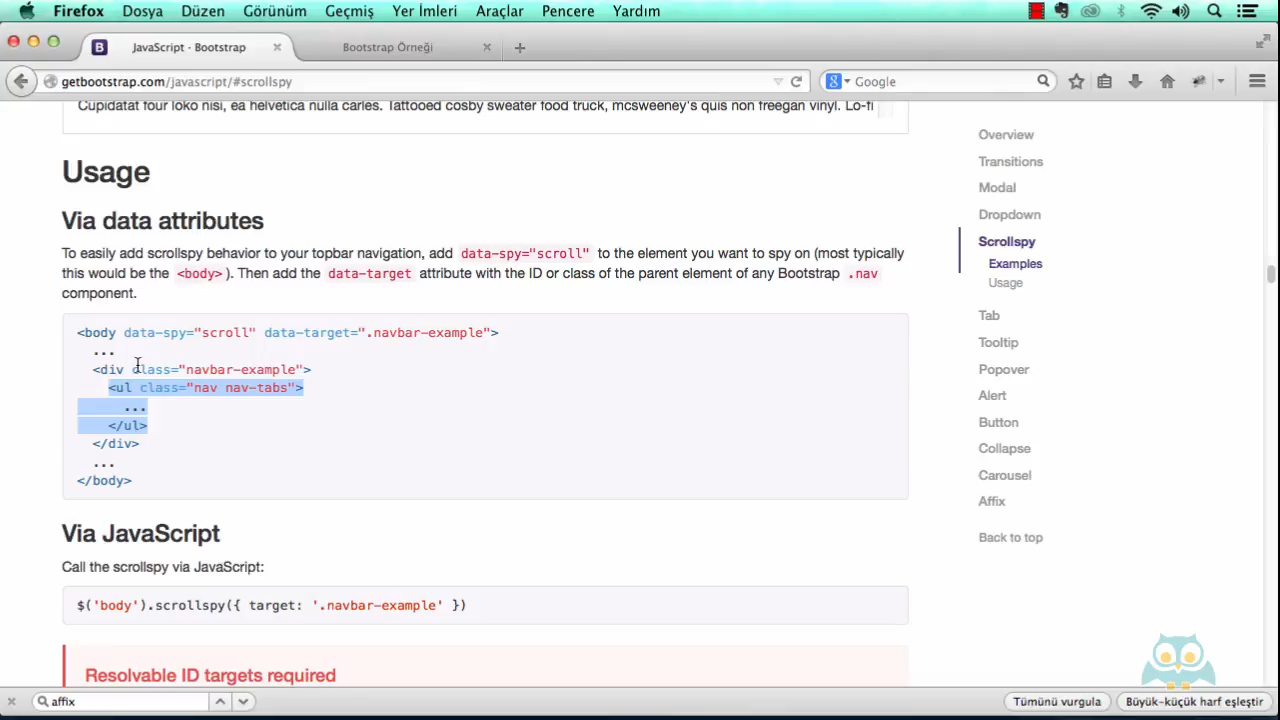 Firefox Dosya Düzen Görünüm Geçmiş Yer İmleri Araçlar Pencere Yardım
B JavaScript · Bootstrap Bootstrap Örneği
getbootstrap.com/javascript/#scrollspy 8 Google
Cupidatat four loko nisi, ea helvetica nulla carles. Tattooed cosby sweater food truck, mcsweeney's quis non freegan vinyl. Lo-fi
Usage
Via data attributes
To easily add scrollspy behavior to your topbar navigation, add data-spy="scroll" to the element you want to spy on (most typically
this would be the <body> ). Then add the data-target attribute with the ID or class of the parent element of any Bootstrap .nav
component.
<body data-spy="scroll" data-target=".navbar-example">
...
<div class="navbar-example">
<ul class="nav nav-tabs">
...
</ul>
</div>
...
</body>
Via JavaScript
Call the scrollspy via JavaScript:
$('body').scrollspy({ target: '.navbar-example' })
Resolvable ID targets required
Overview
Transitions
Modal
Dropdown
Scrollspy
Examples
Usage
Tab
Tooltip
Popover
Alert
Button
Collapse
Carousel
Affix
Back to top
affix Tümünü vurgula Büyük-küçük harf eşleştir